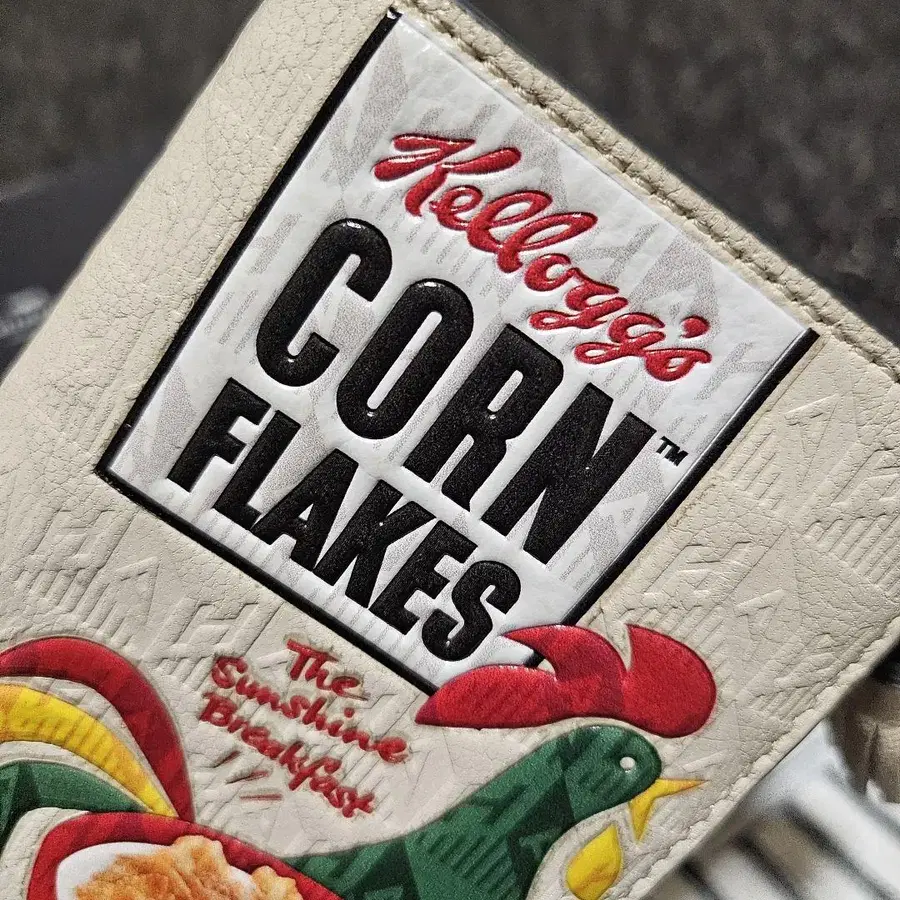 Kellogg's
CORN
™
FLAKES
The
Sunshine
Breakfast